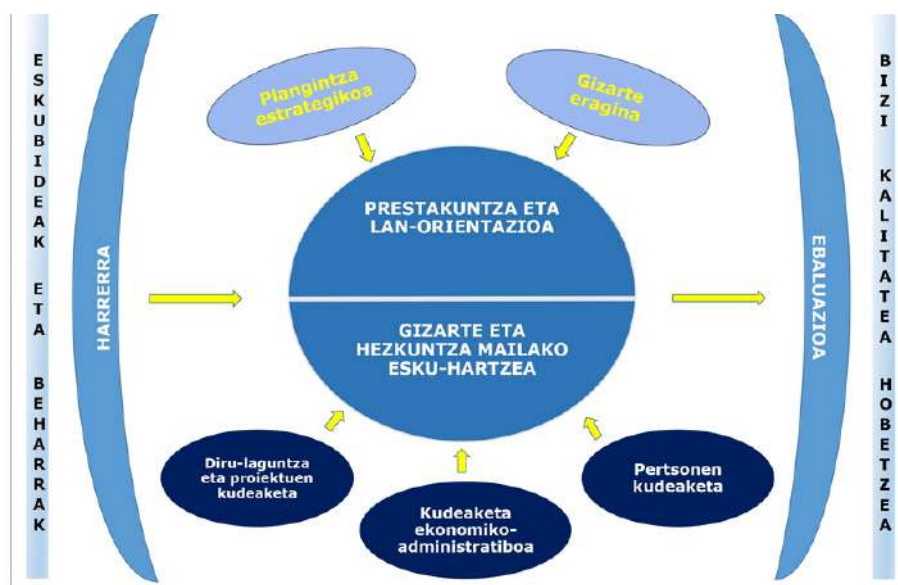 ESKUBIDEAK ETA BEHARRAK
HARRERRA
Plangintza
estrategikoa
Gizarte
eragina
PRESTAKUNTZA ETA
LAN-ORIENTAZIOA
GIZARTE ETA
HEZKUNTZA MAILAKO
ESKU-HARTZEA
Diru-laguntza
eta proiektuen
kudeaketa
Kudeaketa
ekonomiko-
administratiboa
Pertsonen
kudeaketa
EBALUAZIOA
BIZI KALITATEA HOBETZEA